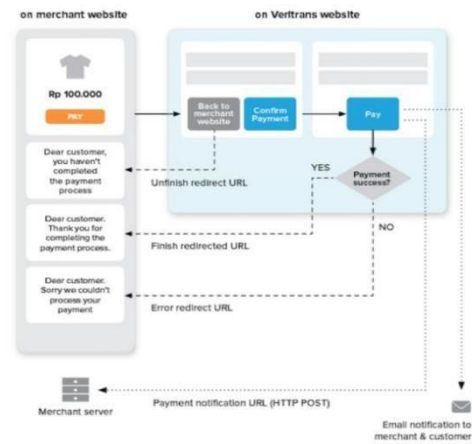 on merchant website
on Veritrans website
Rp 100.000
PAY
Back to
merchant
website
Confirm
Payment
Pay
Dear customer,
you haven't
completed
the payment
process
Unfinish redirect URL
YES
Payment
success?
NO
Dear customer.
Thank you for
completing the
payment process.
Finish redirected URL
Dear customer.
Sorry we couldn't
process your
payment
Error redirect URL
Merchant server
Payment notification URL (HTTP POST)
Email notification to
merchant & customer